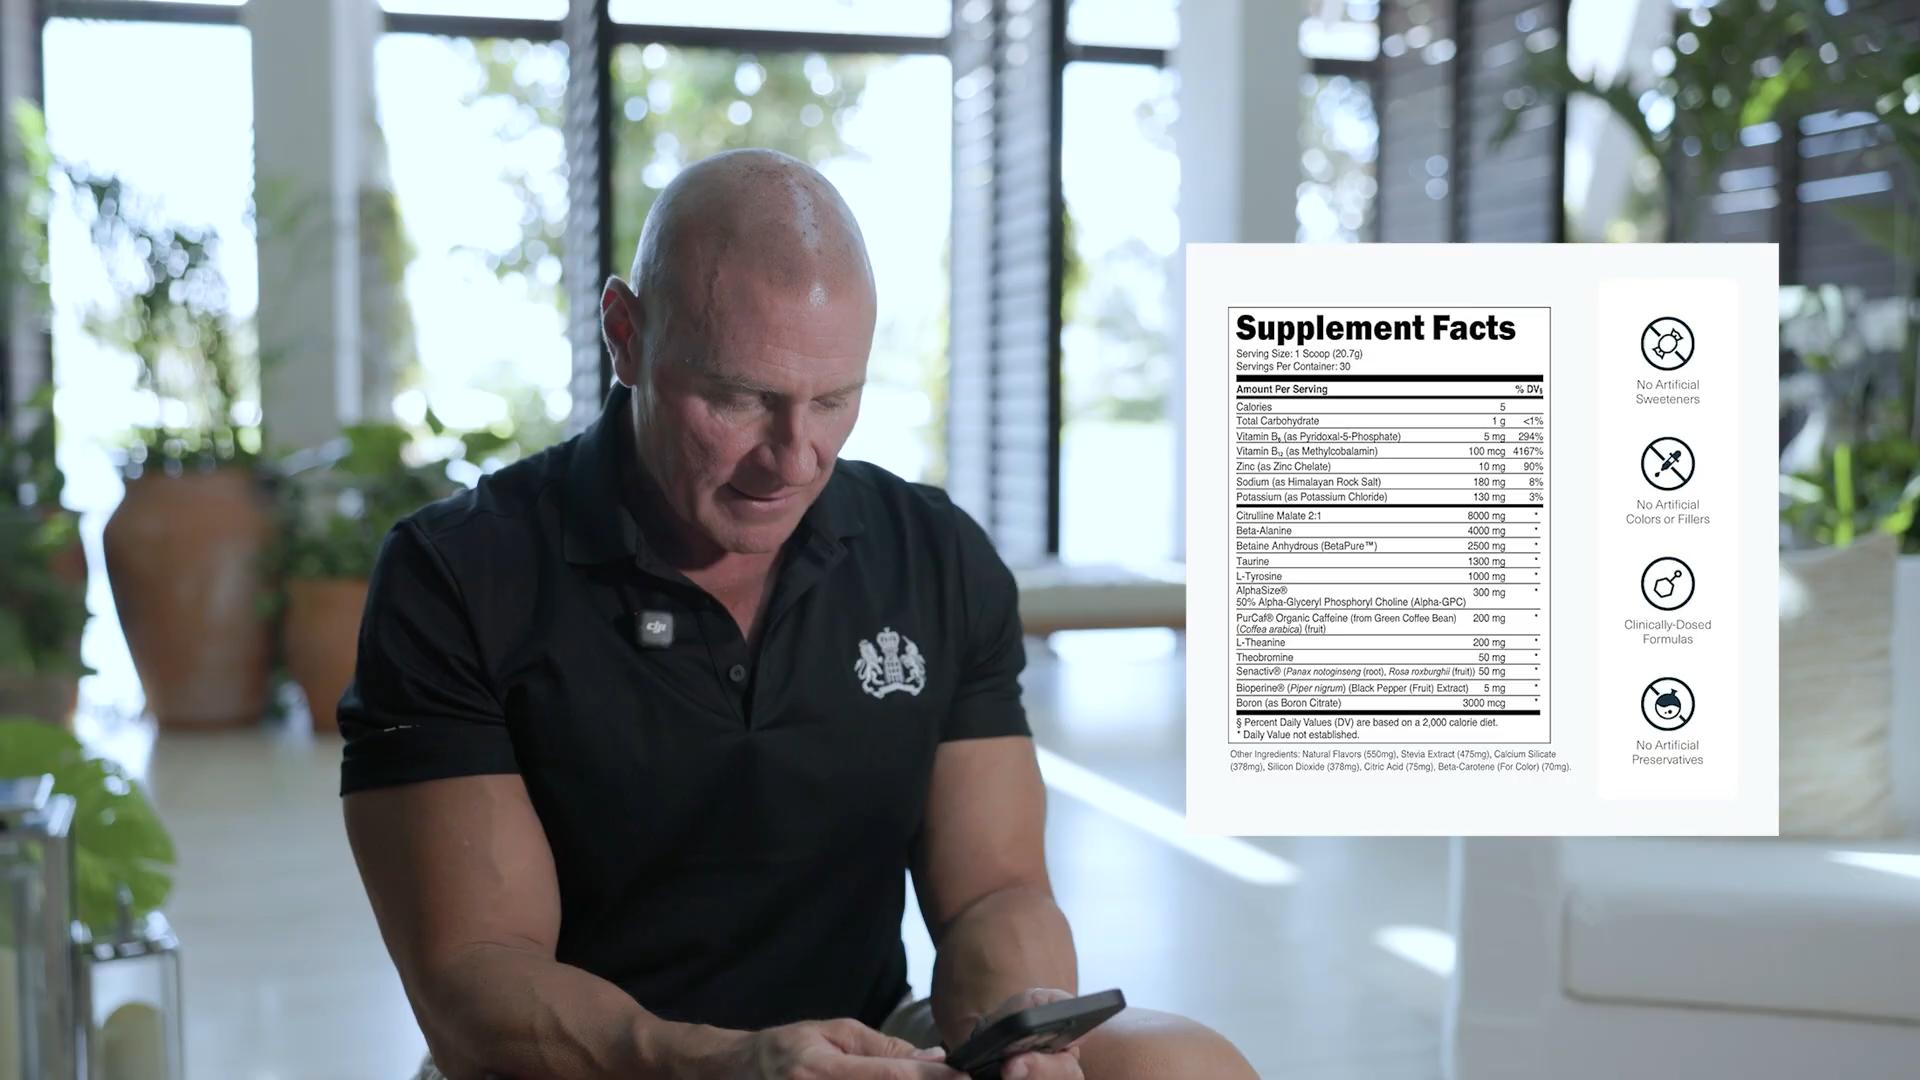 dji
Supplement Facts
Serving Size: 1 Scoop (20.7g)
Servings Per Container: 30
Amount Per Serving % DV§
Calories 5
Total Carbohydrate 1 g <1%
Vitamin B₆ (as Pyridoxal-5-Phosphate) 5 mg 294%
Vitamin B₁₂ (as Methylcobalamin) 100 mcg 4167%
Zinc (as Zinc Chelate) 10 mg 90%
Sodium (as Himalayan Rock Salt) 180 mg 8%
Potassium (as Potassium Chloride) 130 mg 3%
Citrulline Malate 2:1 8000 mg *
Beta-Alanine 4000 mg *
Betaine Anhydrous (BetaPure™) 2500 mg *
Taurine 1300 mg *
L-Tyrosine 1000 mg *
AlphaSize® 300 mg *
50% Alpha-Glyceryl Phosphoryl Choline (Alpha-GPC)
PurCaf® Organic Caffeine (from Green Coffee Bean) 200 mg *
(Coffea arabica) (fruit)
L-Theanine 200 mg *
Theobromine 50 mg *
Senactiv® (Panax notoginseng (root), Rosa roxburghii (fruit)) 50 mg *
Bioperine® (Piper nigrum) (Black Pepper (Fruit) Extract) 5 mg *
Boron (as Boron Citrate) 3000 mcg *
§ Percent Daily Values (DV) are based on a 2,000 calorie diet.
* Daily Value not established.
Other Ingredients: Natural Flavors (550mg), Stevia Extract (475mg), Calcium Silicate
(378mg), Silicon Dioxide (378mg), Citric Acid (75mg), Beta-Carotene (For Color) (70mg).
No Artificial
Sweeteners
No Artificial
Colors or Fillers
Clinically-Dosed
Formulas
No Artificial
Preservatives